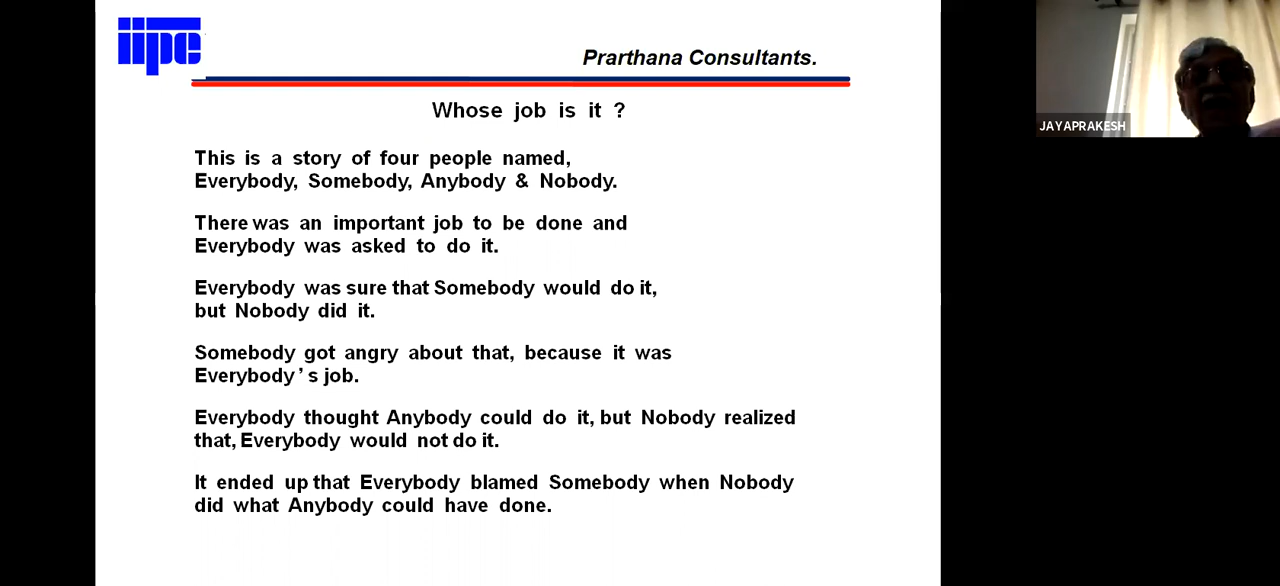 iipe
Prarthana Consultants.
Whose job is it ?
This is a story of four people named,
Everybody, Somebody, Anybody & Nobody.
There was an important job to be done and
Everybody was asked to do it.
Everybody was sure that Somebody would do it,
but Nobody did it.
Somebody got angry about that, because it was
Everybody’s job.
Everybody thought Anybody could do it, but Nobody realized
that, Everybody would not do it.
It ended up that Everybody blamed Somebody when Nobody
did what Anybody could have done.
JAYAPRAKESH